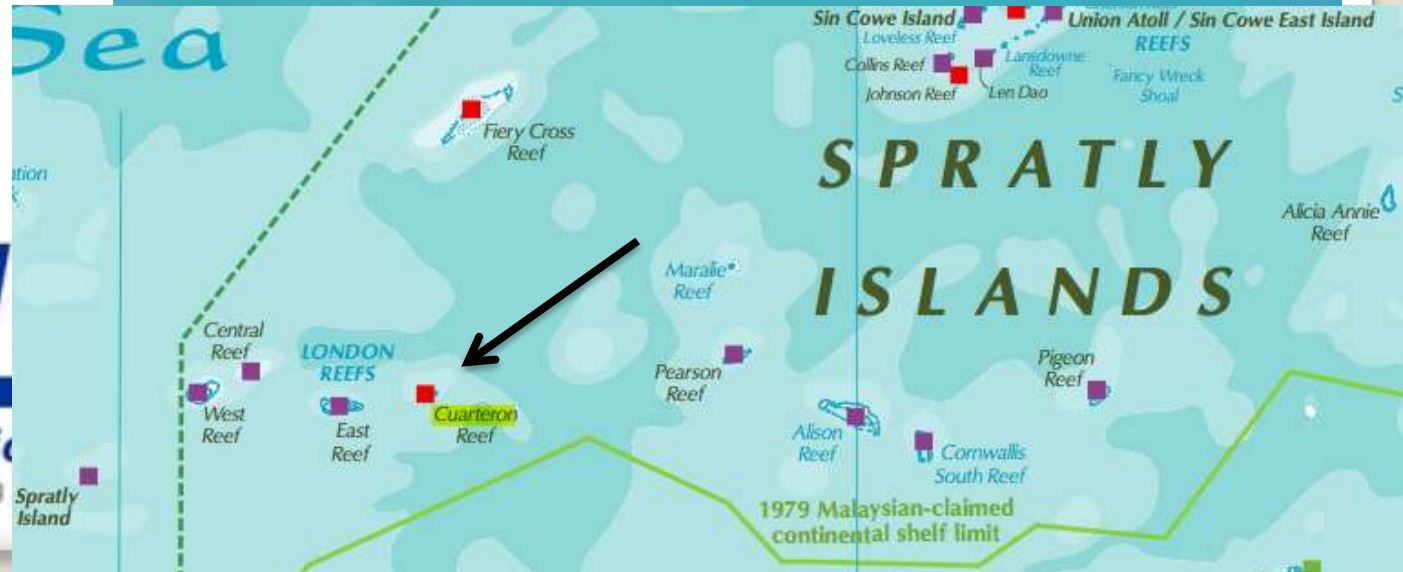 Sea
Sin Cowe Island
Loveless Reef
Union Atoll / Sin Cowe East Island
REEFS
Collins Reef
Lansdowne
Reef
Johnson Reef
Len Dao
Fancy Wreck
Shoal
Fiery Cross
Reef
SPRATLY
ISLANDS
Alicia Annie
Reef
Maralie
Reef
Central
Reef
LONDON
REEFS
West
Reef
East
Reef
Cuarteron
Reef
Pearson
Reef
Pigeon
Reef
Alison
Reef
Cornwallis
South Reef
Spratly
Island
1979 Malaysian-claimed
continental shelf limit